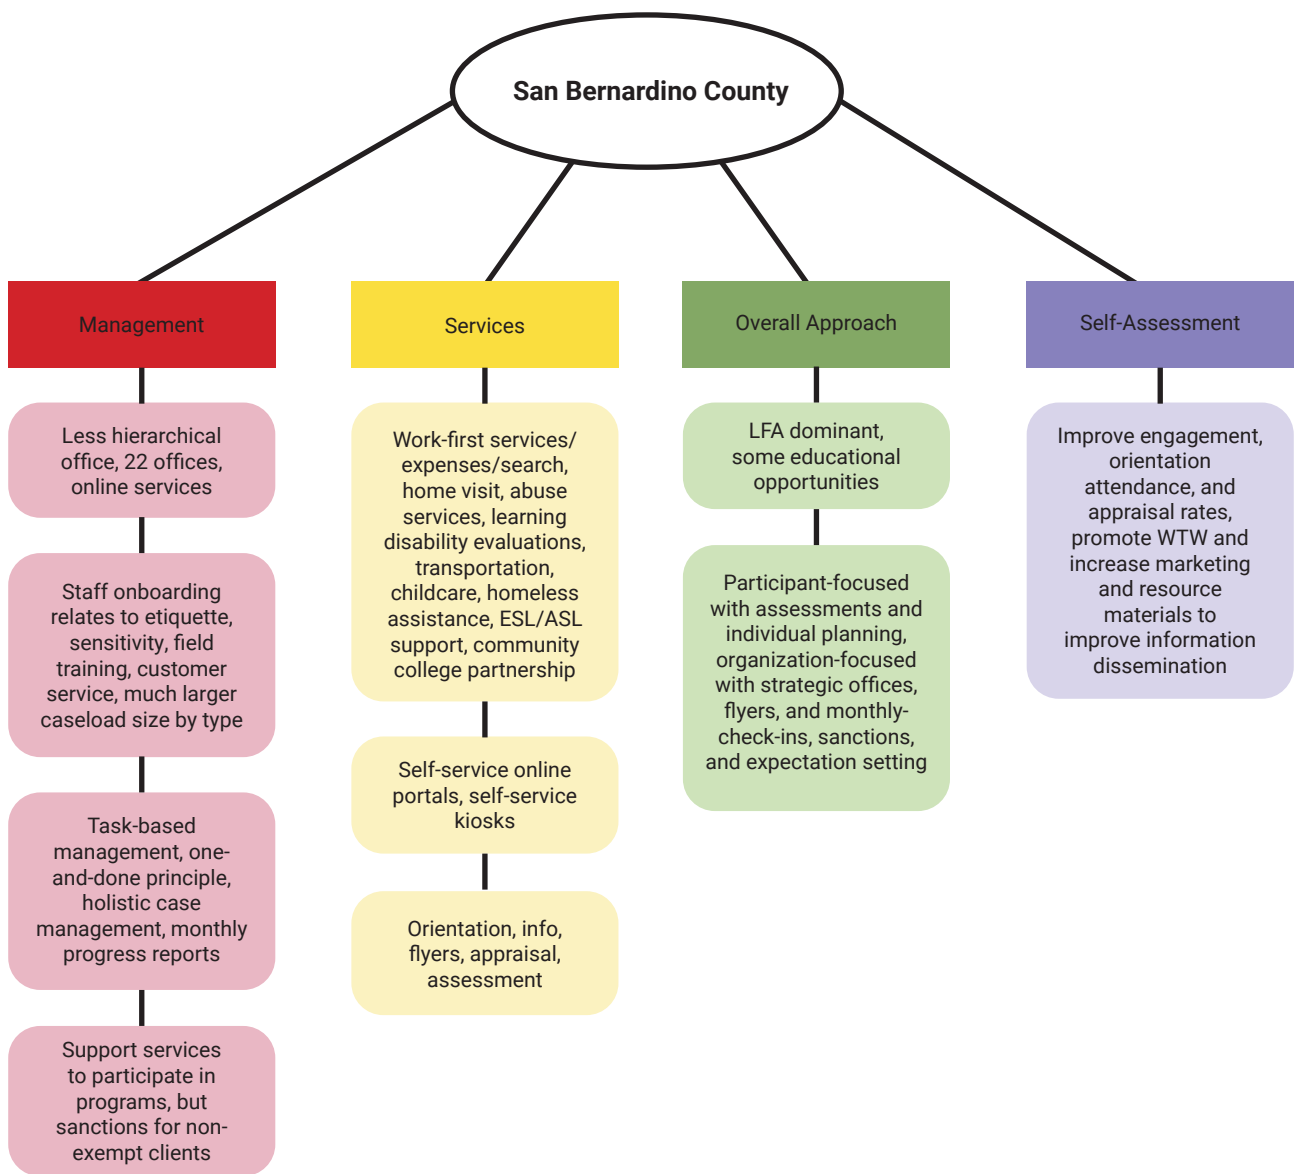 San Bernardino County
Management
Less hierarchical
office, 22 offices,
online services
Staff onboarding
relates to etiquette,
sensitivity, field
training, customer
service, much larger
caseload size by type
Task-based
management, one-
and-done principle,
holistic case
management, monthly
progress reports
Support services
to participate in
programs, but
sanctions for non-
exempt clients
Services
Work-first services/
expenses/search,
home visit, abuse
services, learning
disability evaluations,
transportation,
childcare, homeless
assistance, ESL/ASL
support, community
college partnership
Self-service online
portals, self-service
kiosks
Orientation, info,
flyers, appraisal,
assessment
Overall Approach
LFA dominant,
some educational
opportunities
Participant-focused
with assessments and
individual planning,
organization-focused
with strategic offices,
flyers, and monthly-
check-ins, sanctions,
and expectation setting
Self-Assessment
Improve engagement,
orientation
attendance, and
appraisal rates,
promote WTW and
increase marketing
and resource
materials to
improve information
dissemination